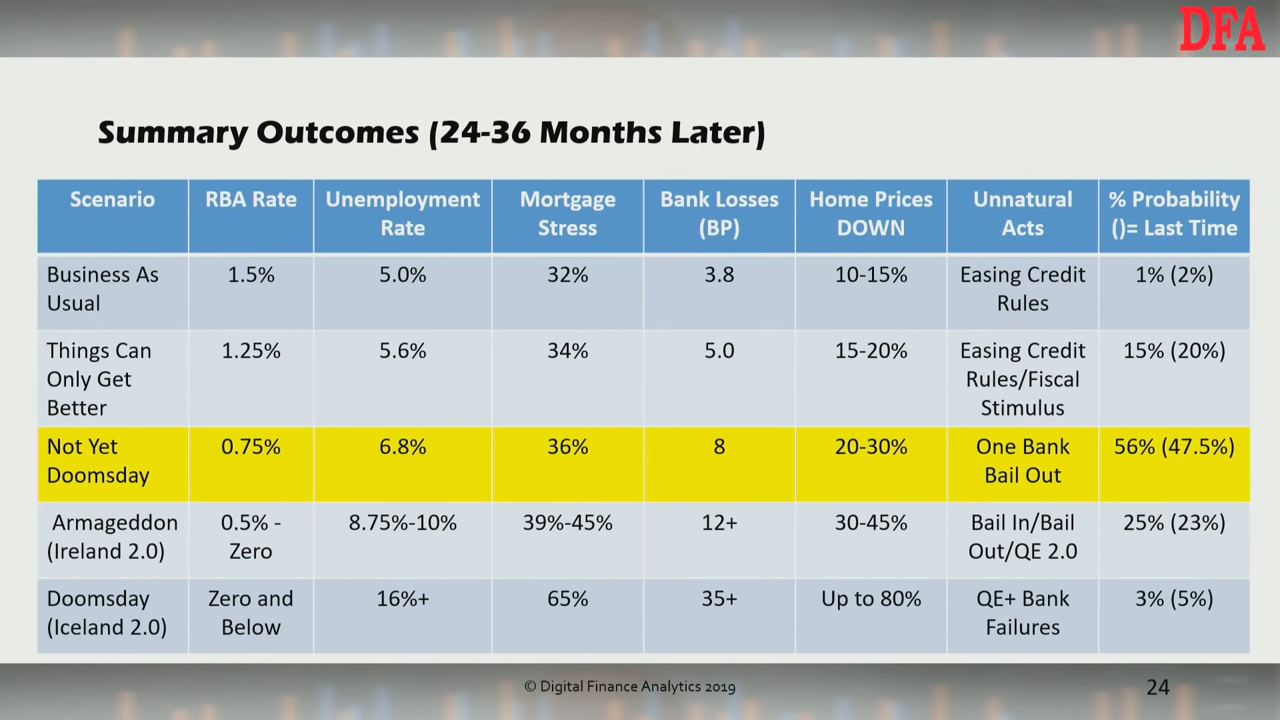 DFA
Summary Outcomes (24-36 Months Later)
Scenario
RBA Rate
Unemployment
Rate
Mortgage
Stress
Bank Losses
(BP)
Home Prices
DOWN
Unnatural
Acts
% Probability
()= Last Time
Business As
Usual
1.5%
5.0%
32%
3.8
10-15%
Easing Credit
Rules
1% (2%)
Things Can
Only Get
Better
1.25%
5.6%
34%
5.0
15-20%
Easing Credit
Rules/Fiscal
Stimulus
15% (20%)
Not Yet
Doomsday
0.75%
6.8%
36%
8
20-30%
One Bank
Bail Out
56% (47.5%)
Armageddon
(Ireland 2.0)
0.5% -
Zero
8.75%-10%
39%-45%
12+
30-45%
Bail In/Bail
Out/QE 2.0
25% (23%)
Doomsday
(Iceland 2.0)
Zero and
Below
16%+
65%
35+
Up to 80%
QE+ Bank
Failures
3% (5%)
© Digital Finance Analytics 2019
24